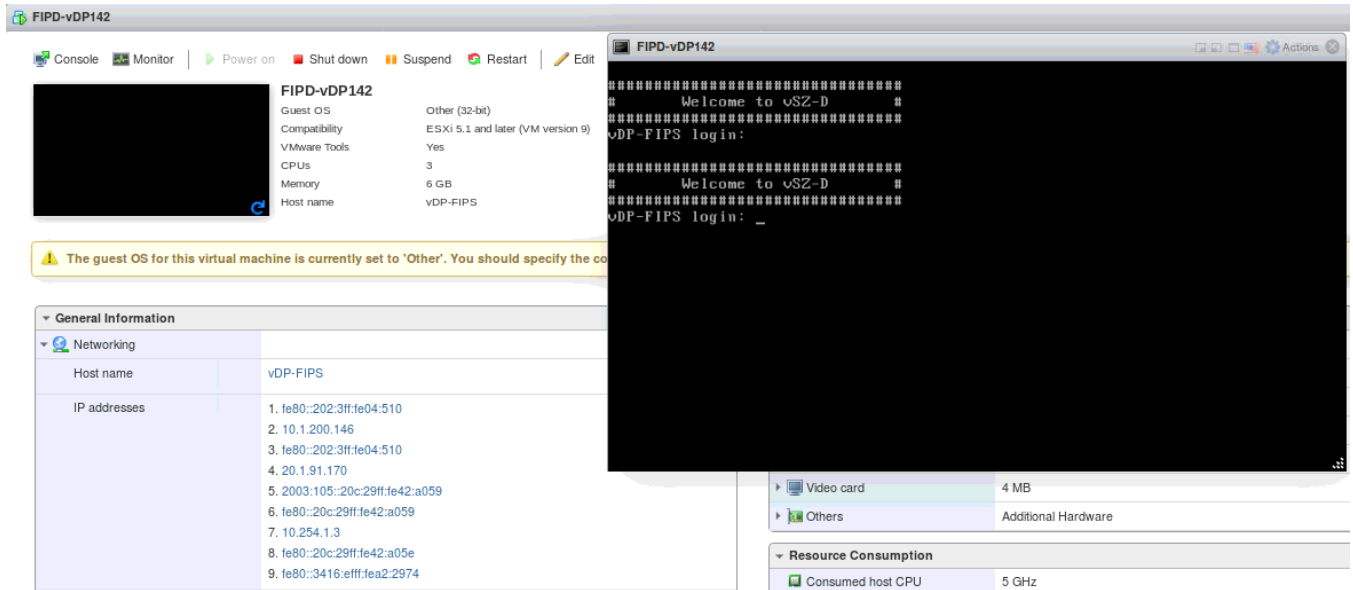 FIPD-vDP142
Console Monitor Power on Shut down Suspend Restart Edit
FIPD-vDP142
Guest OS Other (32-bit)
Compatibility ESXi 5.1 and later (VM version 9)
VMware Tools Yes
CPUs 3
Memory 6 GB
Host name vDP-FIPS
FIPD-vDP142 Actions
################################
# Welcome to vSZ-D #
################################
vDP-FIPS login:
################################
# Welcome to vSZ-D #
################################
vDP-FIPS login: _
The guest OS for this virtual machine is currently set to 'Other'. You should specify the co
General Information
Networking
Host name vDP-FIPS
IP addresses 1. fe80::202:3ff:fe04:510
2. 10.1.200.146
3. fe80::202:3ff:fe04:510
4. 20.1.91.170
5. 2003:105::20c:29ff:fe42:a059
6. fe80::20c:29ff:fe42:a059
7. 10.254.1.3
8. fe80::20c:29ff:fe42:a05e
9. fe80::3416:efff:fea2:2974
Video card 4 MB
Others Additional Hardware
Resource Consumption
Consumed host CPU 5 GHz